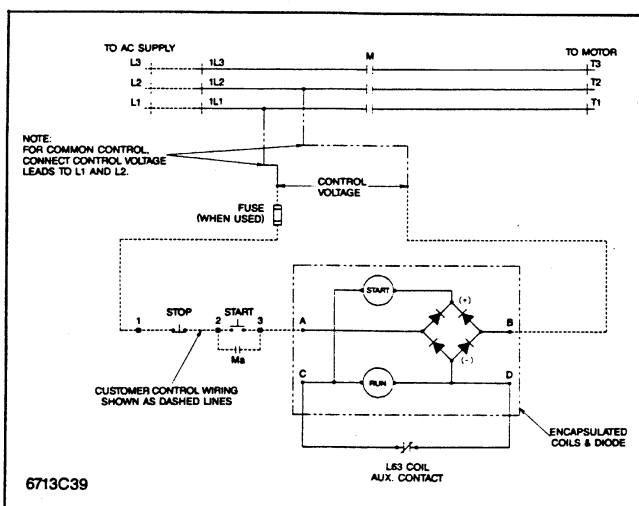 TO AC SUPPLY
M
TO MOTOR
L3 1L3 T3
L2 1L2 T2
L1 1L1 T1
NOTE:
FOR COMMON CONTROL,
CONNECT CONTROL VOLTAGE
LEADS TO L1 AND L2.
CONTROL
VOLTAGE
FUSE
(WHEN USED)
START
(+)
1 STOP 2 START 3 A B
Ma
(-)
C RUN D
CUSTOMER CONTROL WIRING
SHOWN AS DASHED LINES
ENCAPSULATED
COILS & DIODE
L63 COIL
AUX. CONTACT
6713C39